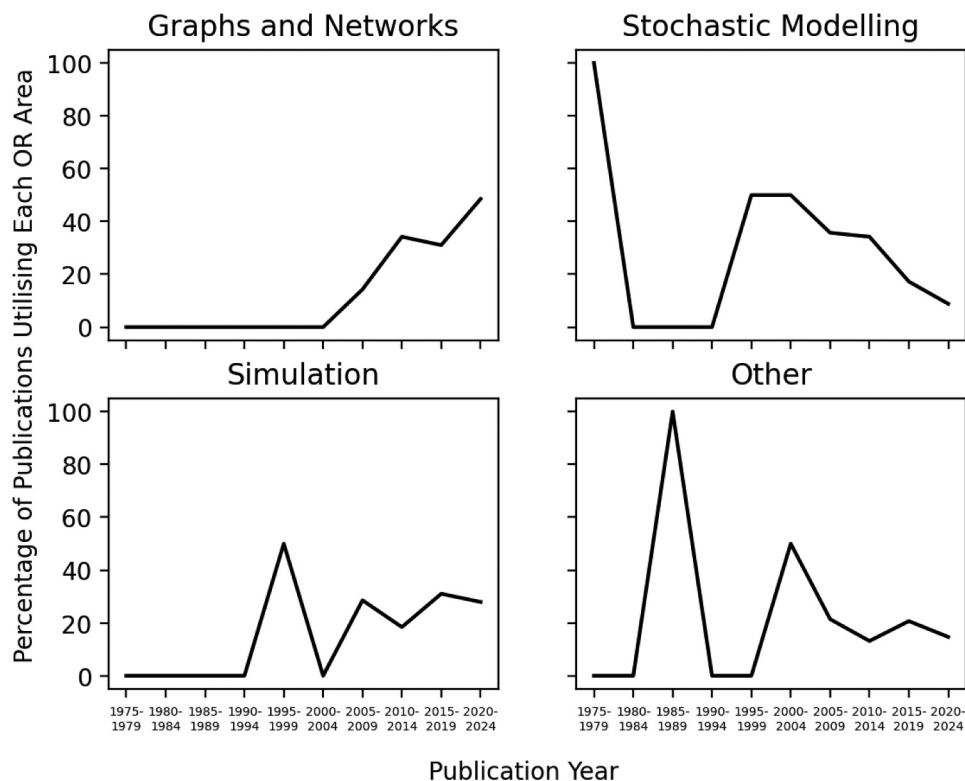 Graphs and Networks
Stochastic Modelling
Percentage of Publications Utilising Each OR Area
100
80
60
40
20
0
Simulation
Other
100
80
60
40
20
0
1975- 1980- 1985- 1990- 1995- 2000- 2005- 2010- 2015- 2020-
1979 1984 1989 1994 1999 2004 2009 2014 2019 2024
1975- 1980- 1985- 1990- 1995- 2000- 2005- 2010- 2015- 2020-
1979 1984 1989 1994 1999 2004 2009 2014 2019 2024
Publication Year